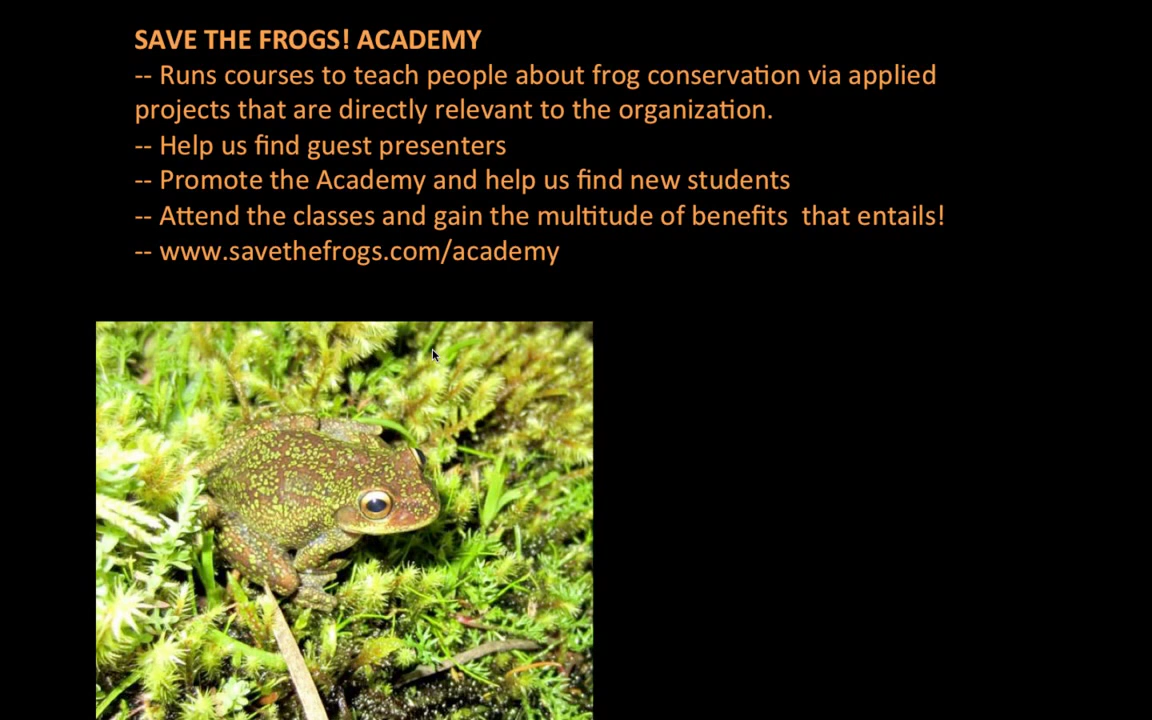 SAVE THE FROGS! ACADEMY
-- Runs courses to teach people about frog conservation via applied
projects that are directly relevant to the organization.
-- Help us find guest presenters
-- Promote the Academy and help us find new students
-- Attend the classes and gain the multitude of benefits  that entails!
-- www.savethefrogs.com/academy